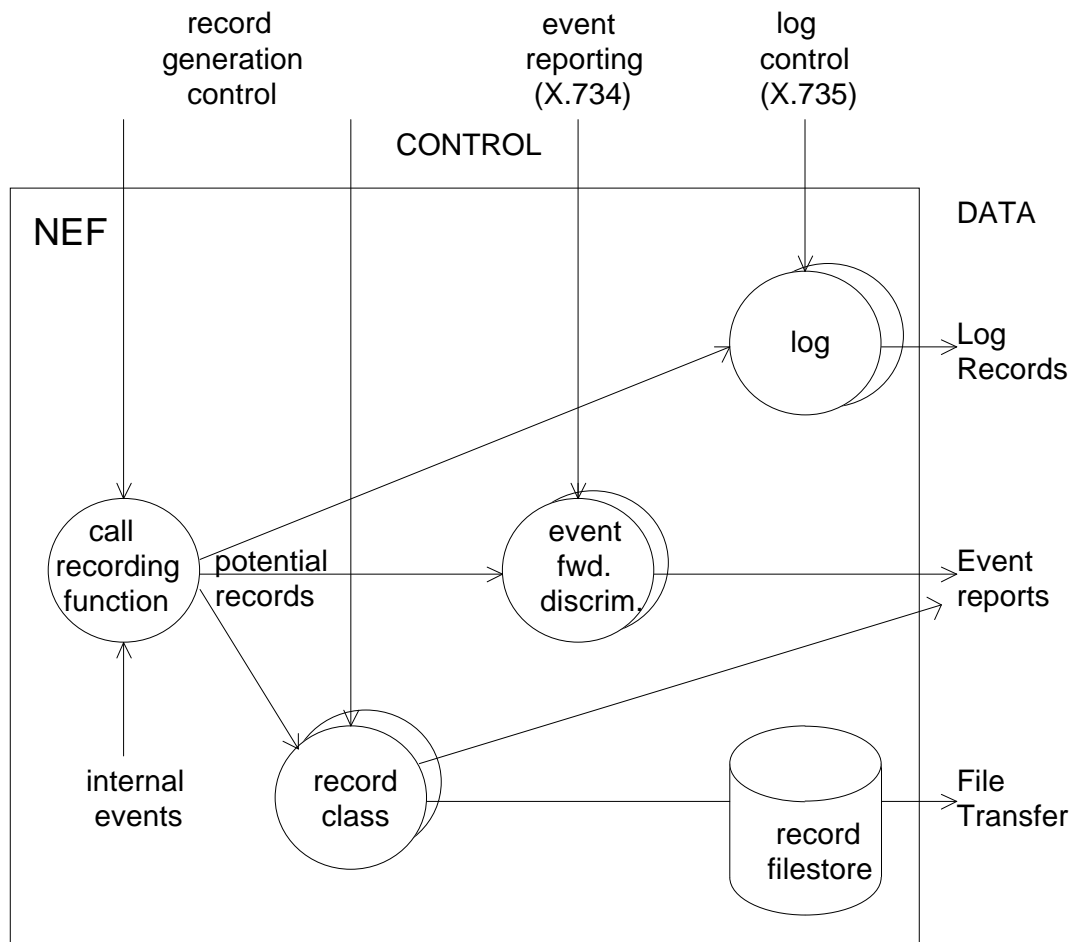 record
generation
control
event
reporting
(X.734)
log
control
(X.735)
CONTROL
NEF
DATA
log
Log
Records
call
recording
function
potential
records
event
fwd.
discrim.
Event
reports
internal
events
record
class
record
filestore
File
Transfer